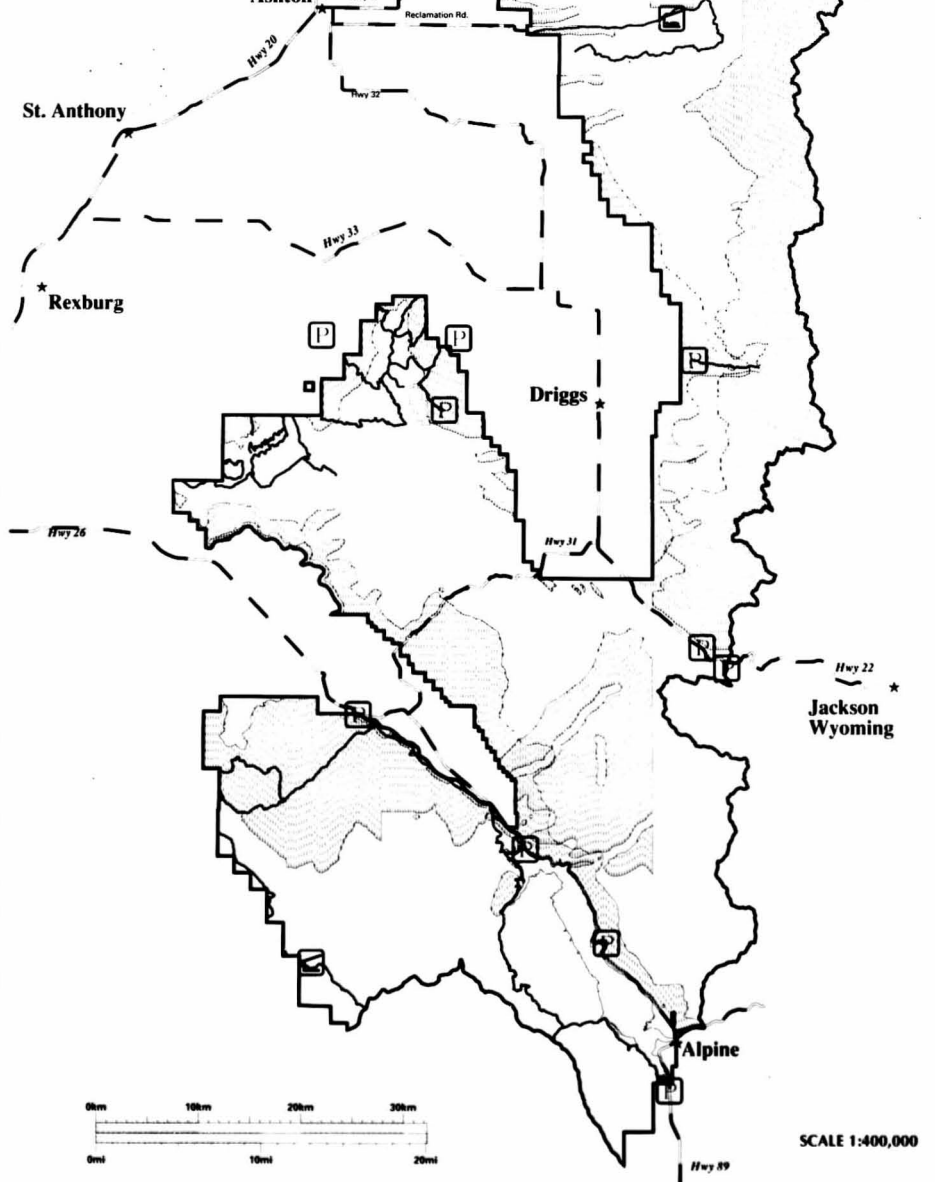 Ashton
Reclamation Rd.
Hwy 20
Hwy 32
St. Anthony
Hwy 33
Rexburg
P
P
P
P
Driggs
Hwy 26
Hwy 31
P
P
Hwy 22
Jackson
Wyoming
P
P
P
Alpine
P
0km 10km 20km 30km
0mi 10mi 20mi
SCALE 1:400,000
Hwy 89